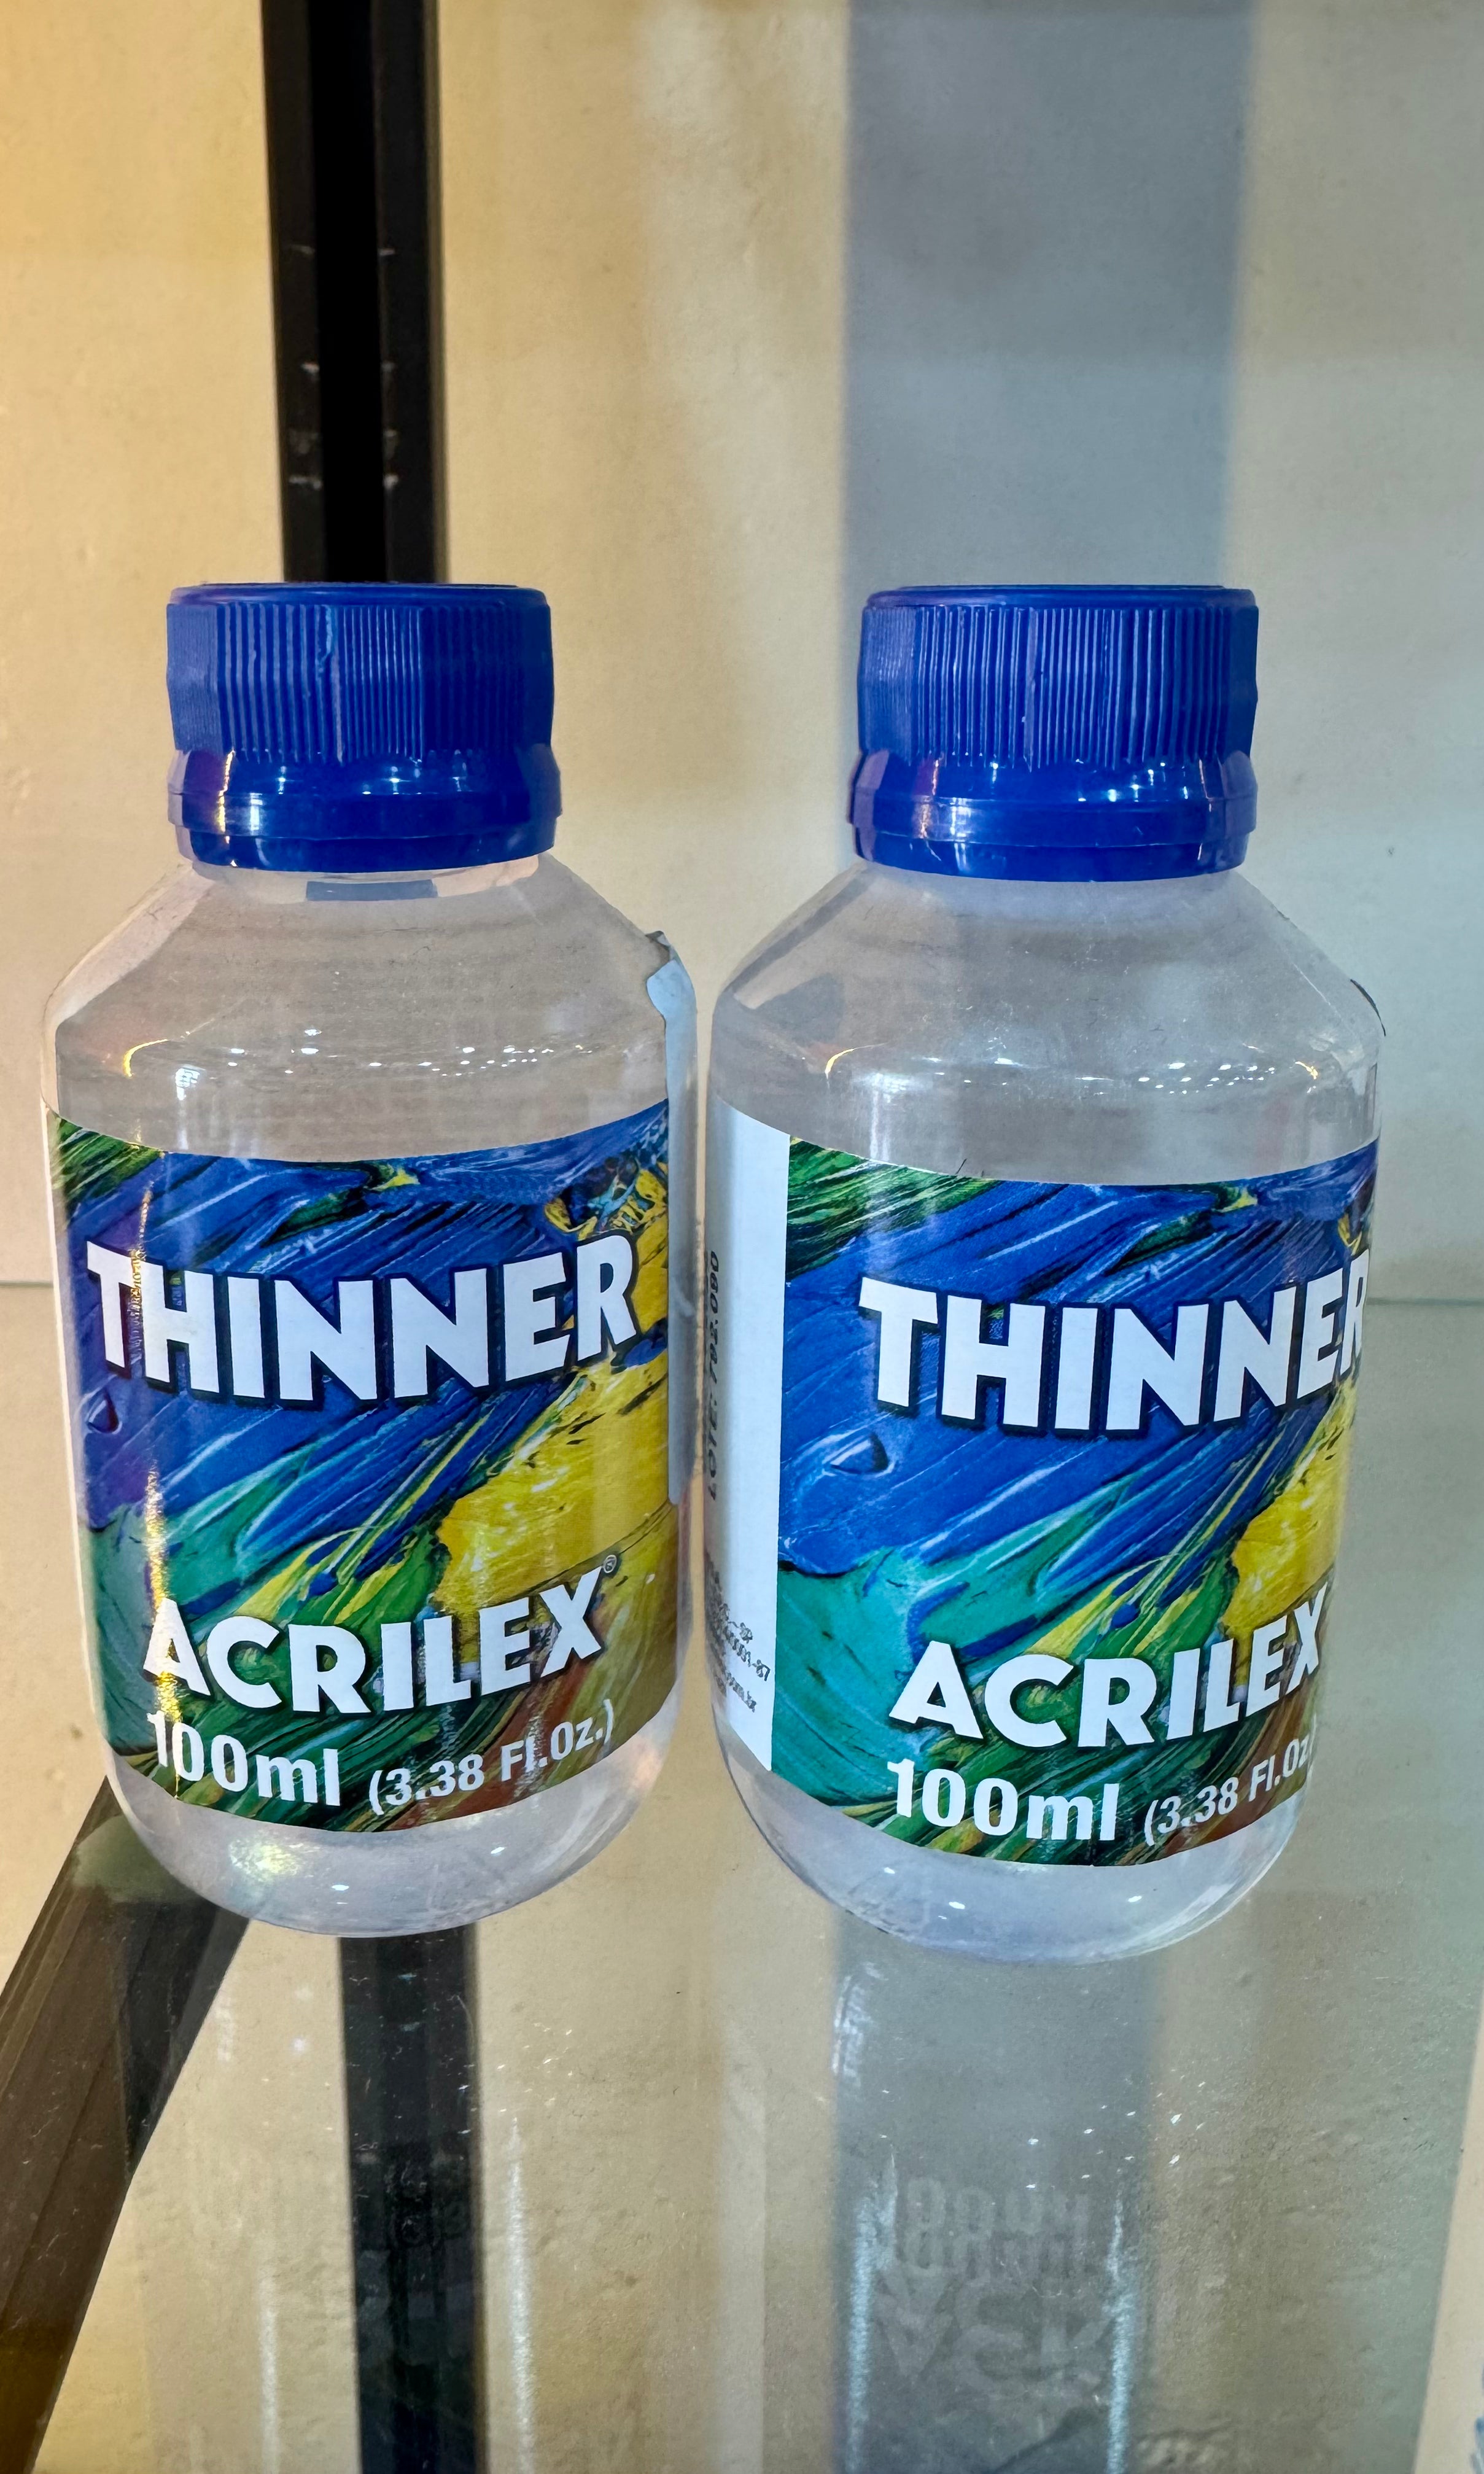 THINNER
ACRILEX®
100ml (3.38 Fl.Oz.)
THINNER
ACRILEX
100ml (3.38 Fl.Oz